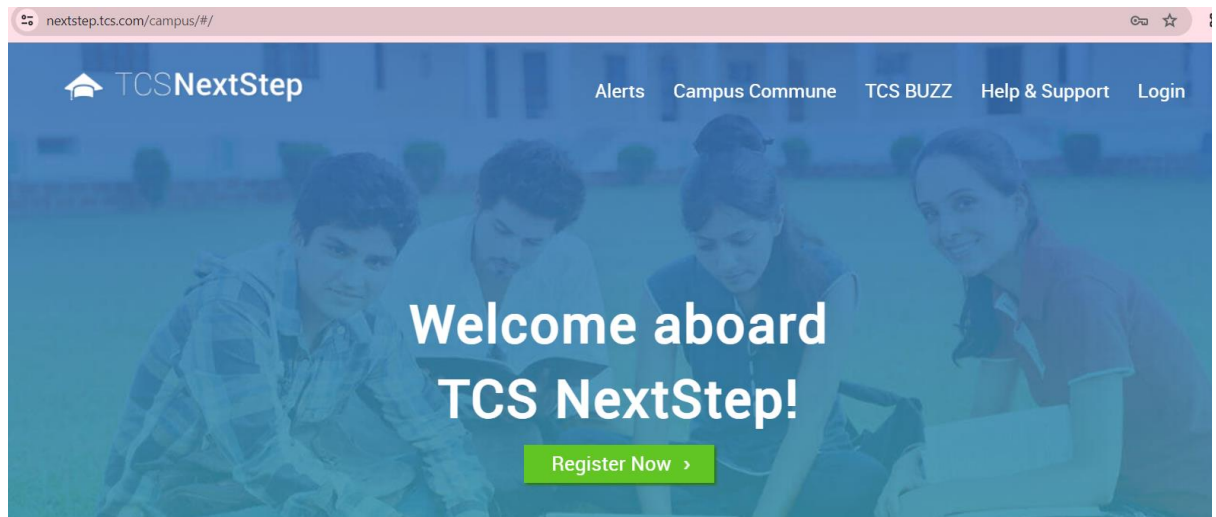 nextstep.tcs.com/campus/#/
TCSNextStep
Alerts Campus Commune TCS BUZZ Help & Support Login
Welcome aboard
TCS NextStep!
Register Now ›